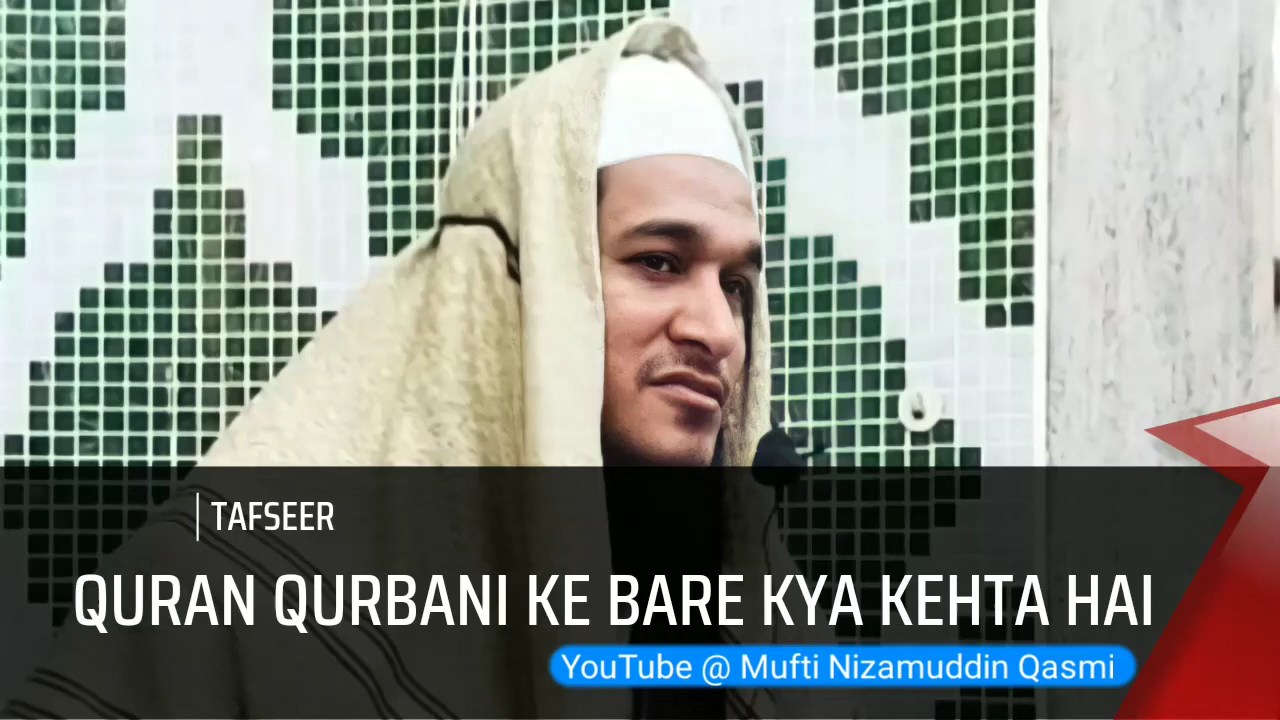 TAFSEER
QURAN QURBANI KE BARE KYA KEHTA HAI
YouTube @ Mufti Nizamuddin Qasmi